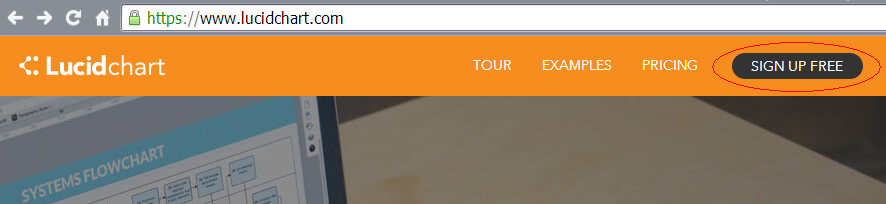 https://www.lucidchart.com
Lucidchart TOUR EXAMPLES PRICING SIGN UP FREE
SYSTEMS FLOWCHART